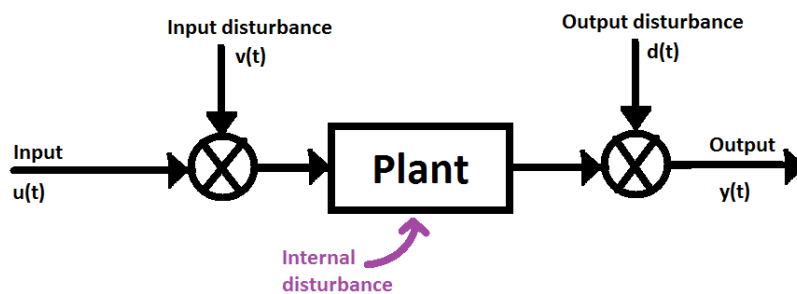 Input disturbance
v(t)
Output disturbance
d(t)
Input
u(t)
Plant
Output
y(t)
Internal
disturbance